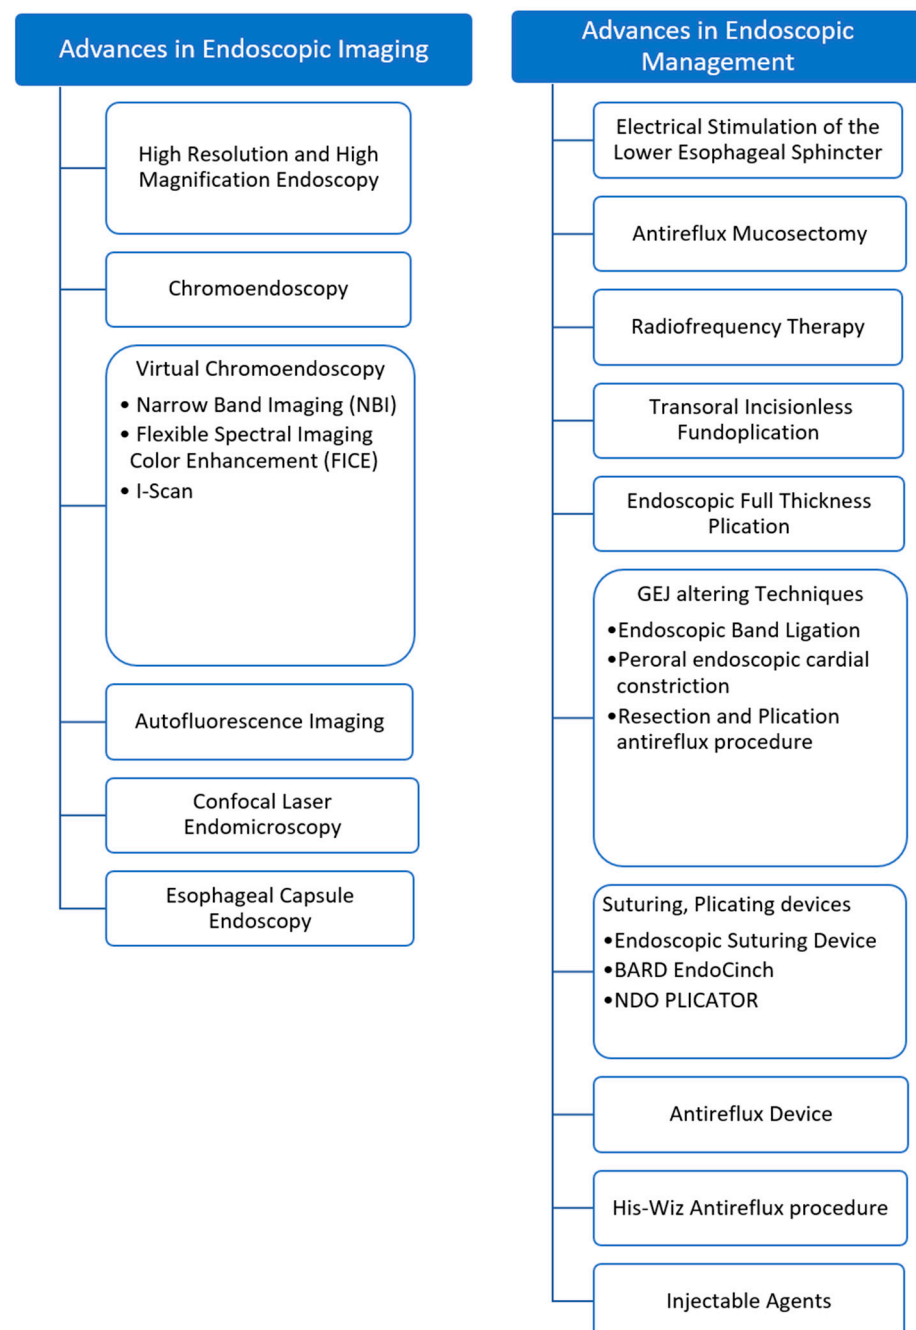 Advances in Endoscopic Imaging
High Resolution and High
Magnification Endoscopy
Chromoendoscopy
Virtual Chromoendoscopy
• Narrow Band Imaging (NBI)
• Flexible Spectral Imaging
Color Enhancement (FICE)
• I-Scan
Autofluorescence Imaging
Confocal Laser
Endomicroscopy
Esophageal Capsule
Endoscopy
Advances in Endoscopic
Management
Electrical Stimulation of the
Lower Esophageal Sphincter
Antireflux Mucosectomy
Radiofrequency Therapy
Transoral Incisionless
Fundoplication
Endoscopic Full Thickness
Plication
GEJ altering Techniques
•Endoscopic Band Ligation
•Peroral endoscopic cardial
constriction
•Resection and Plication
antireflux procedure
Suturing, Plicating devices
•Endoscopic Suturing Device
•BARD EndoCinch
•NDO PLICATOR
Antireflux Device
His-Wiz Antireflux procedure
Injectable Agents